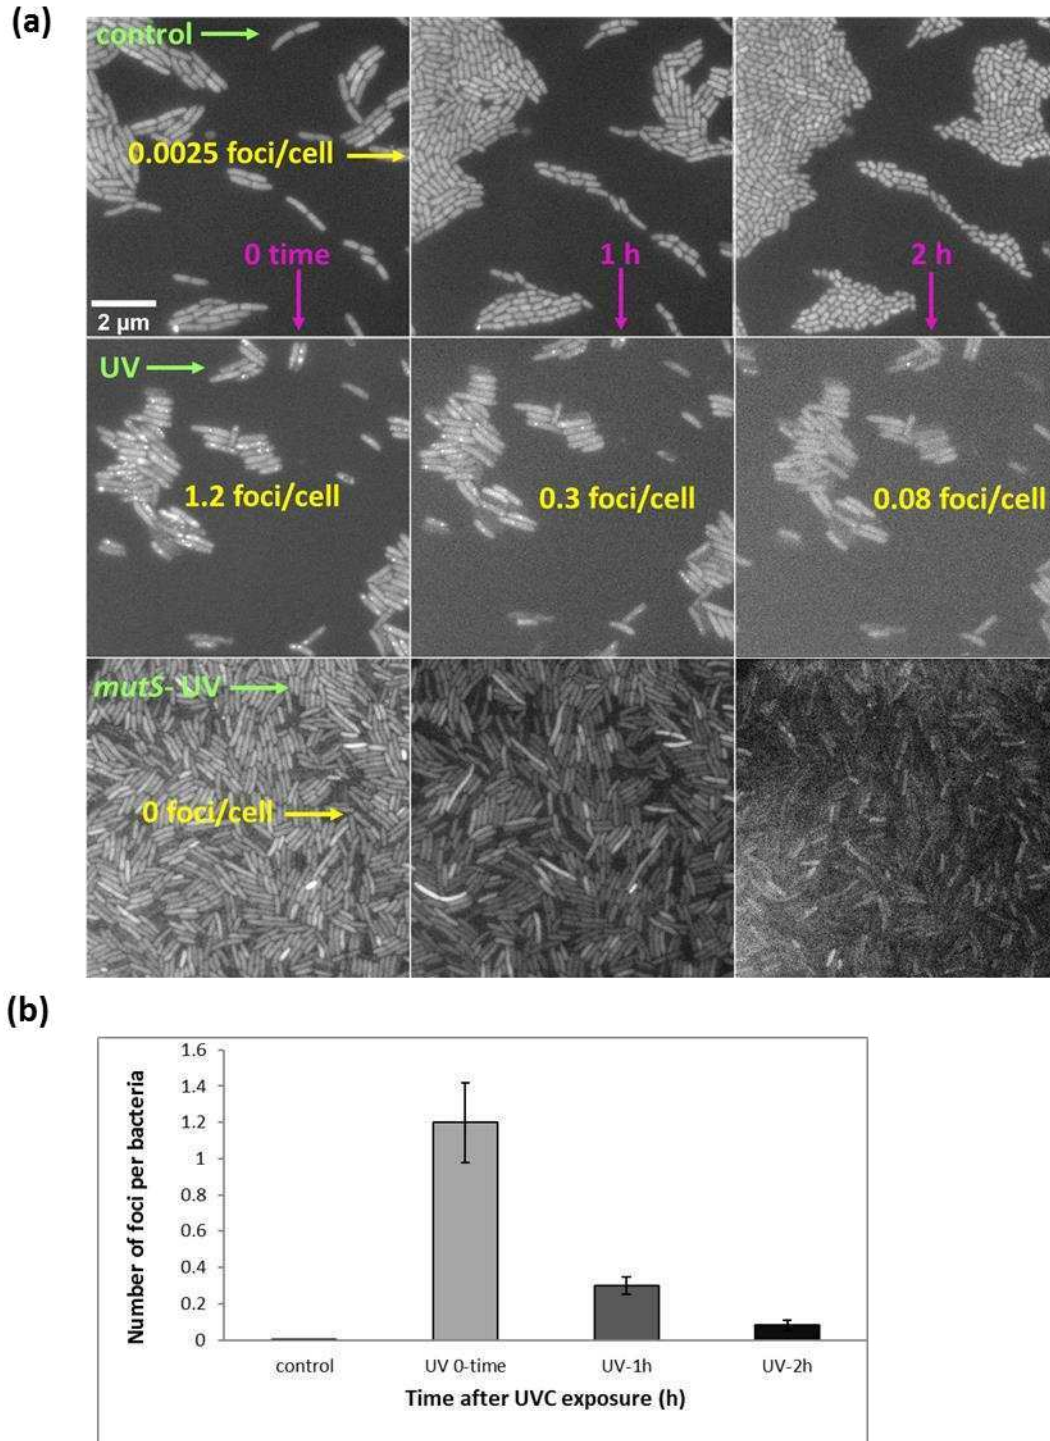 (a)
control
0.0025 foci/cell
0 time
1 h
2 h
2 µm
UV
1.2 foci/cell
0.3 foci/cell
0.08 foci/cell
mutS- UV
0 foci/cell
(b)
Number of foci per bacteria
1.6
1.4
1.2
1
0.8
0.6
0.4
0.2
0
control
UV 0-time
UV-1h
UV-2h
Time after UVC exposure (h)